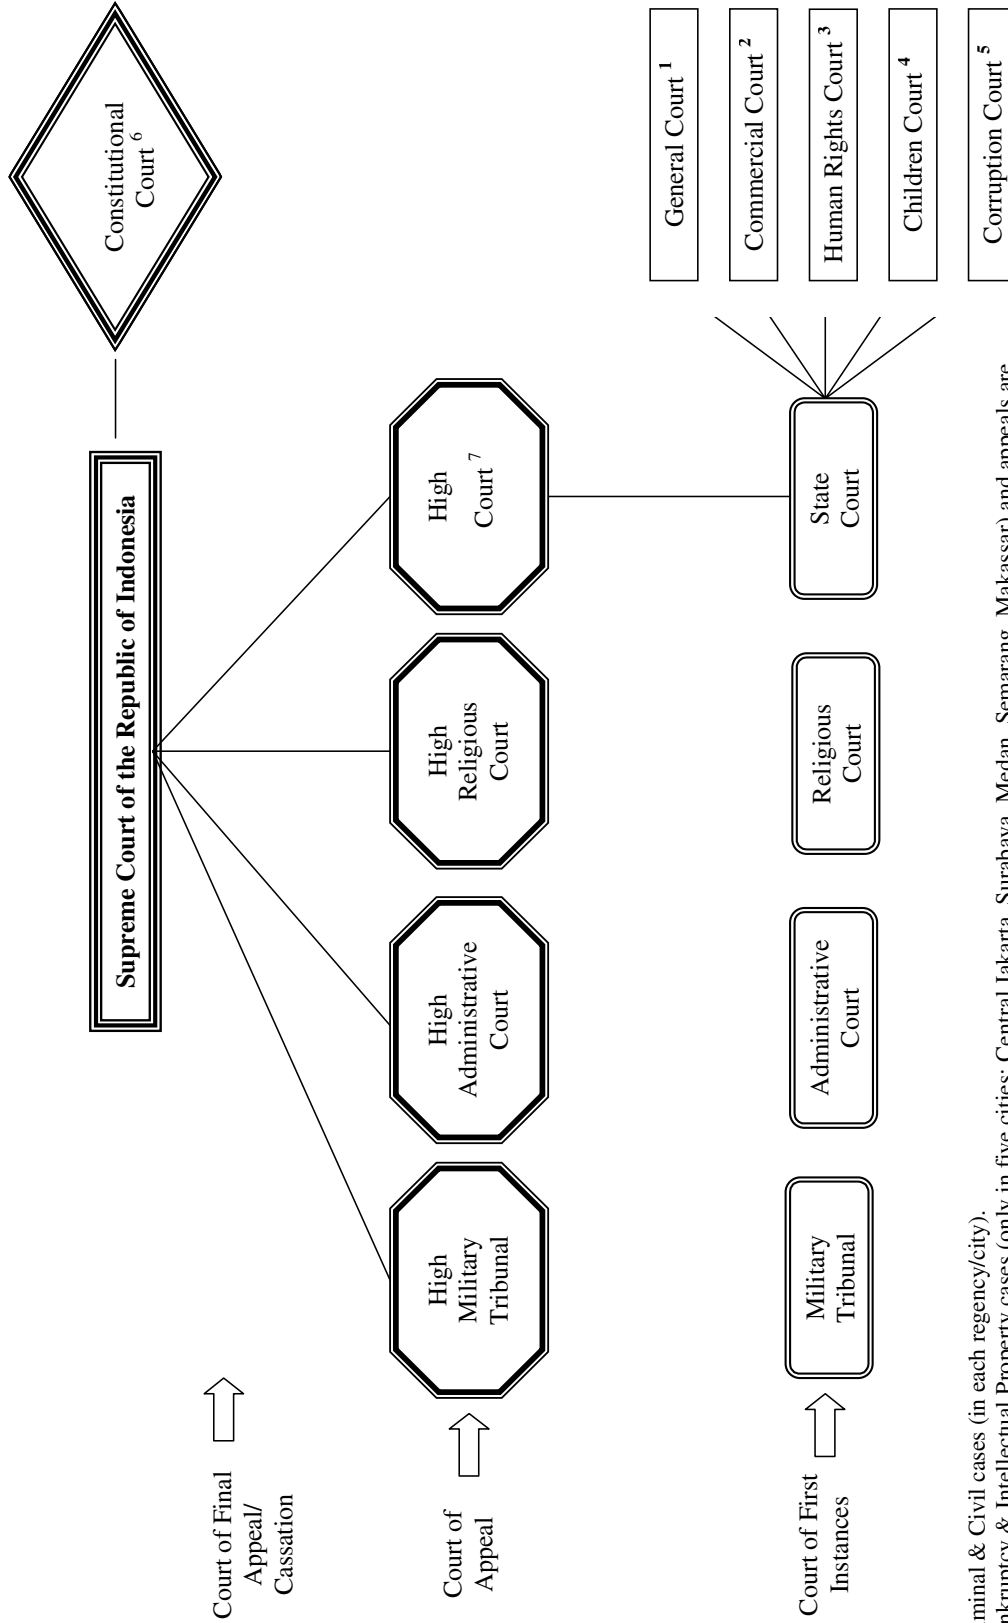 Constitutional
Court 6
Supreme Court of the Republic of Indonesia
Court of Final
Appeal/
Cassation
Court of
Appeal
High
Military
Tribunal
High
Administrative
Court
High
Religious
Court
High
Court 7
Court of First
Instances
Military
Tribunal
Administrative
Court
Religious
Court
State
Court
General Court 1
Commercial Court 2
Human Rights Court 3
Children Court 4
Corruption Court 5
minal & Civil cases (in each regency/city).
nkruptcy & Intellectual Property cases (only in five cities: Central Jakarta, Surabaya, Medan, Semarang, Makassar) and appeals are